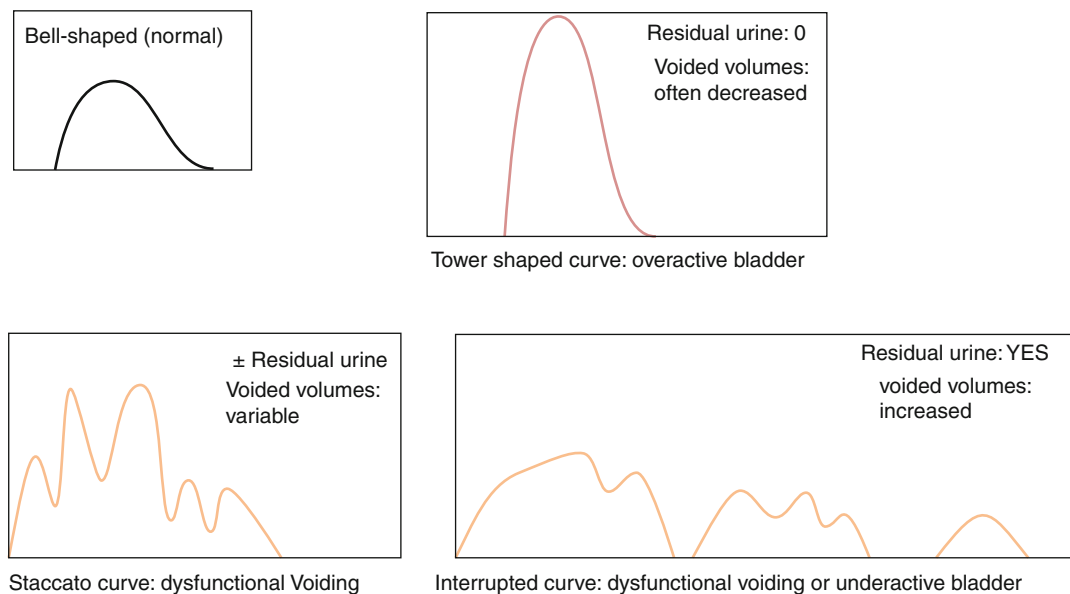 Bell-shaped (normal)
Residual urine: 0
Voided volumes:
often decreased
Tower shaped curve: overactive bladder
± Residual urine
Voided volumes:
variable
Staccato curve: dysfunctional Voiding
Residual urine: YES
voided volumes:
increased
Interrupted curve: dysfunctional voiding or underactive bladder